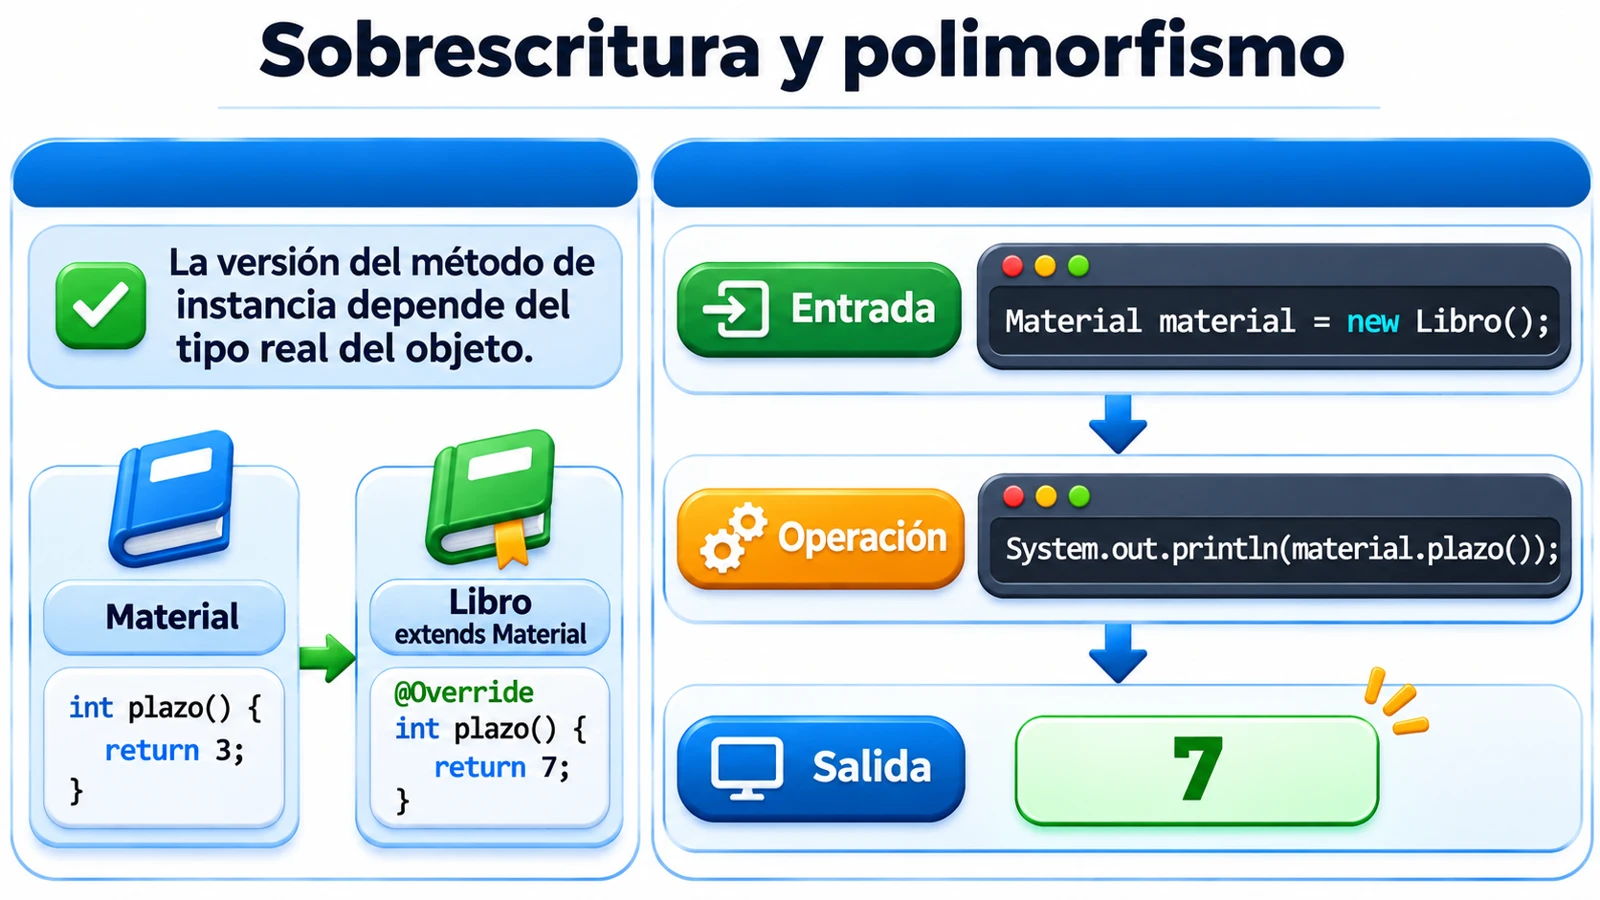 Sobrescritura y polimorfismo
La versión del método de
instancia depende del
tipo real del objeto.
Material
int plazo() {
return 3;
}
Libro
extends Material
@Override
int plazo() {
return 7;
}
Entrada
Material material = new Libro();
Operación
System.out.println(material.plazo());
Salida
7